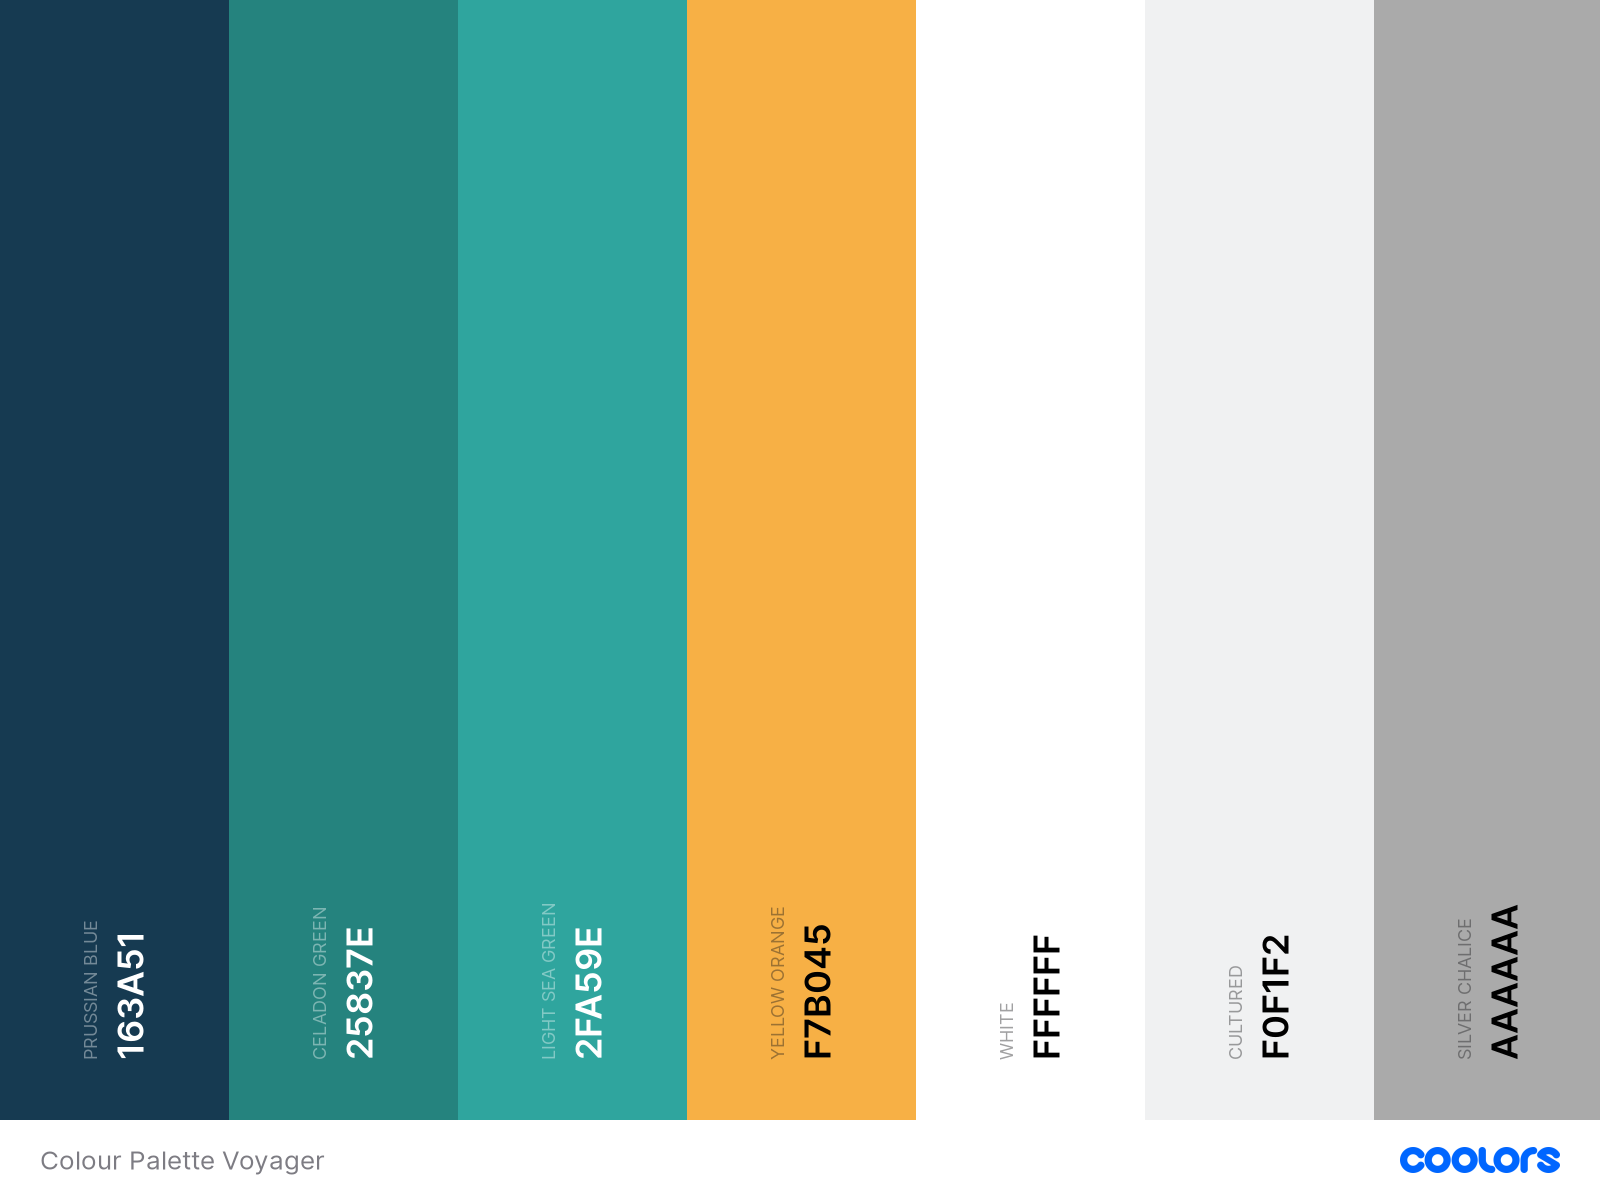 PRUSSIAN BLUE
163A51
CELADON GREEN
25837E
LIGHT SEA GREEN
2FA59E
YELLOW ORANGE
F7B045
WHITE
FFFFFF
CULTURED
F0F1F2
SILVER CHALICE
AAAAAA
Colour Palette Voyager
coolors